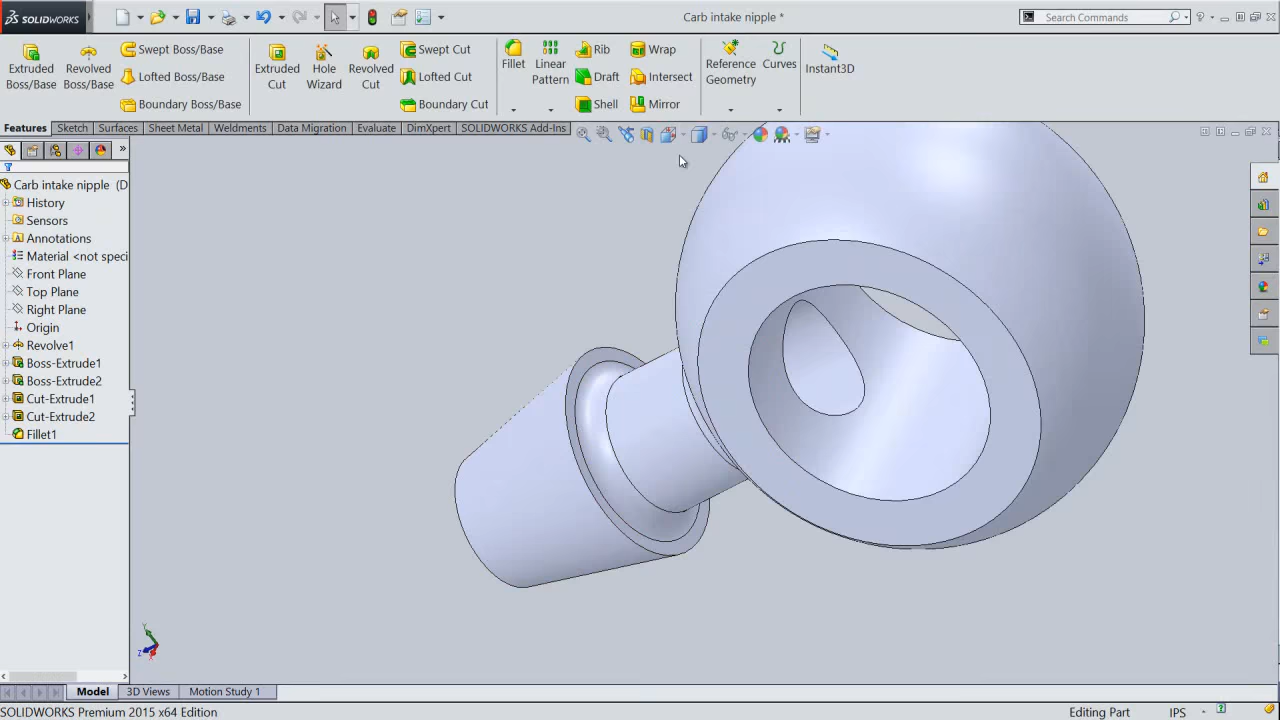 SOLIDWORKS
Carb intake nipple *
Search Commands
Extruded Boss/Base
Revolved Boss/Base
Swept Boss/Base
Lofted Boss/Base
Boundary Boss/Base
Extruded Cut
Hole Wizard
Revolved Cut
Swept Cut
Lofted Cut
Boundary Cut
Fillet
Linear Pattern
Rib
Draft
Shell
Wrap
Intersect
Mirror
Reference Geometry
Curves
Instant3D
Features Sketch Surfaces Sheet Metal Weldments Data Migration Evaluate DimXpert SOLIDWORKS Add-Ins
Carb intake nipple (D
History
Sensors
Annotations
Material <not speci
Front Plane
Top Plane
Right Plane
Origin
Revolve1
Boss-Extrude1
Boss-Extrude2
Cut-Extrude1
Cut-Extrude2
Fillet1
Y
Z
X
Model 3D Views Motion Study 1
SOLIDWORKS Premium 2015 x64 Edition Editing Part IPS